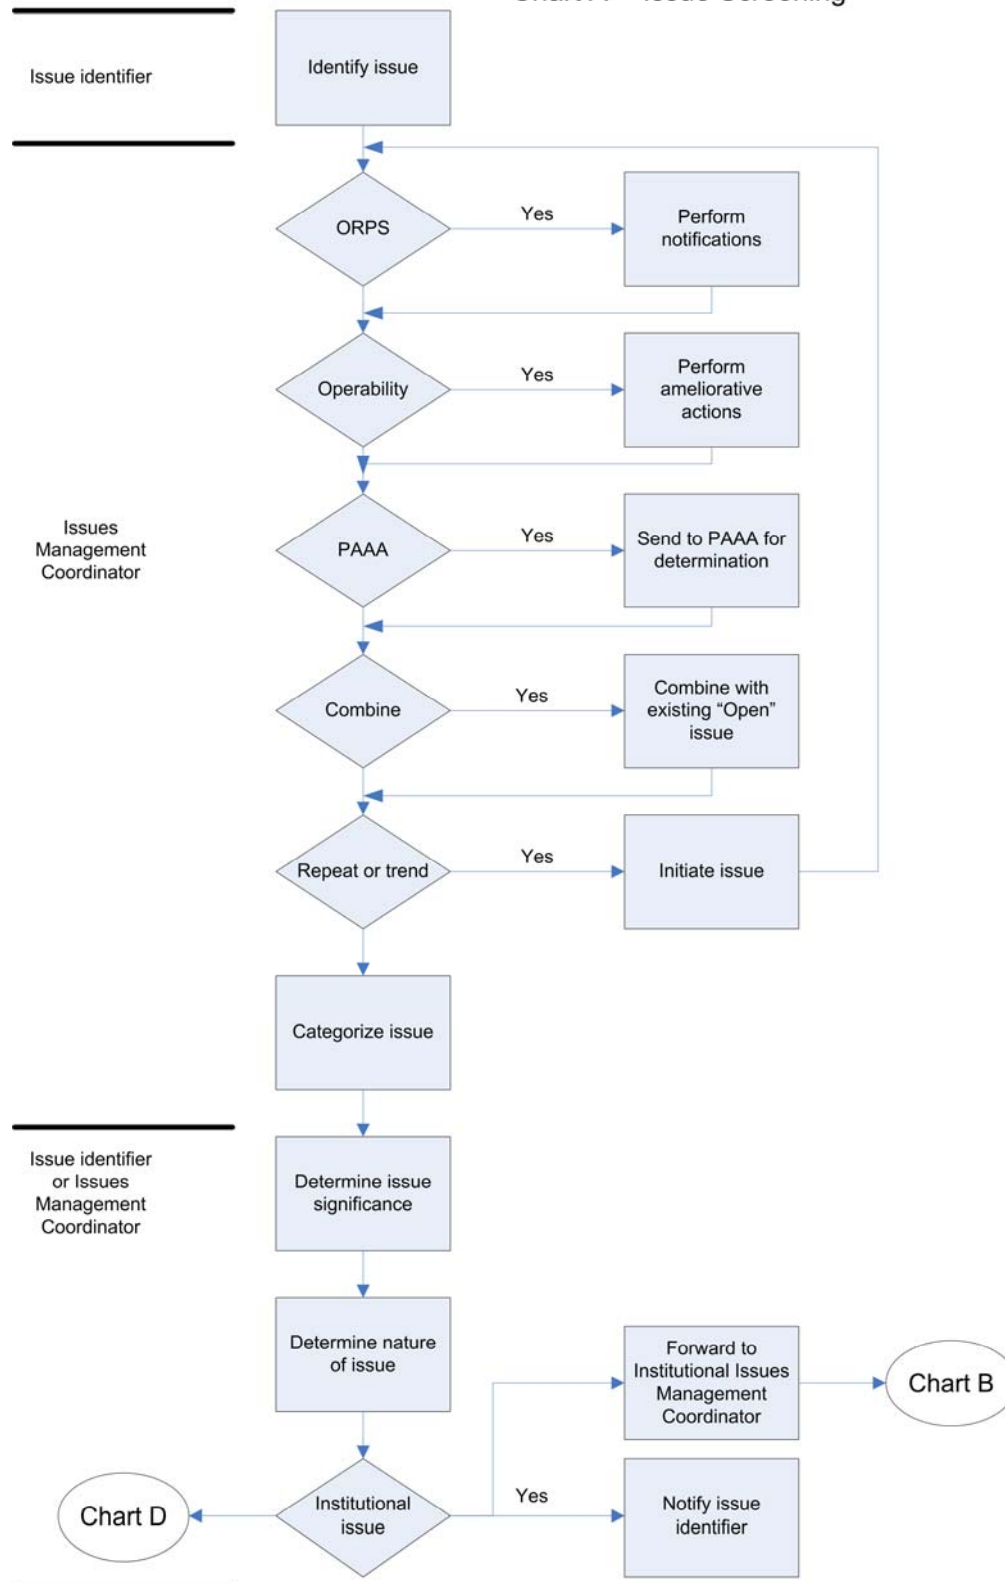 Issue identifier
Identify issue
ORPS
Yes
Perform
notifications
Operability
Yes
Perform
ameliorative
actions
Issues
Management
Coordinator
PAAA
Yes
Send to PAAA for
determination
Combine
Yes
Combine with
existing “Open”
issue
Repeat or trend
Yes
Initiate issue
Categorize issue
Issue identifier
or Issues
Management
Coordinator
Determine issue
significance
Determine nature
of issue
Forward to
Institutional Issues
Management
Coordinator
Chart B
Chart D
Institutional
issue
Yes
Notify issue
identifier